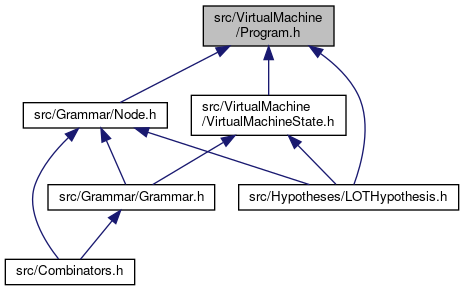 src/VirtualMachine
/Program.h
src/Grammar/Node.h
src/VirtualMachine
/VirtualMachineState.h
src/Grammar/Grammar.h
src/Hypotheses/LOTHypothesis.h
src/Combinators.h